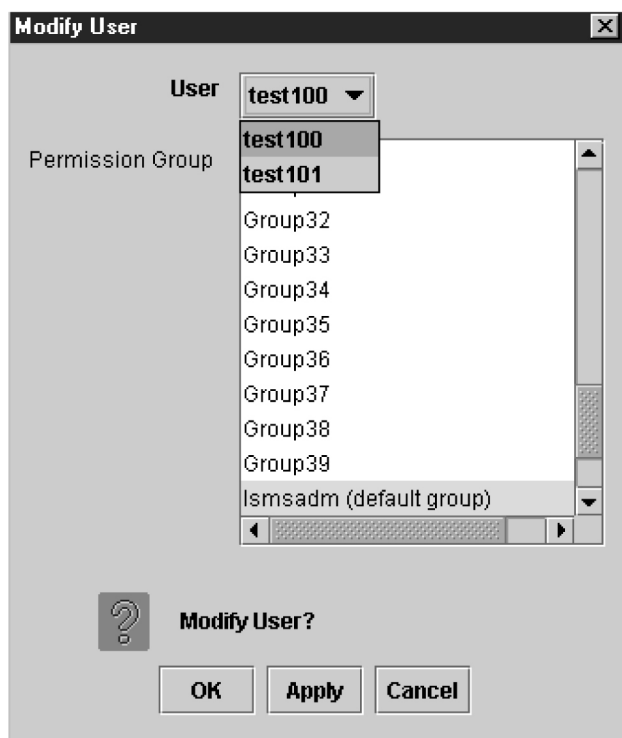 Modify User
User
test100
test100
test101
Permission Group
Group32
Group33
Group34
Group35
Group36
Group37
Group38
Group39
lsmsadm (default group)
Modify User?
OK
Apply
Cancel